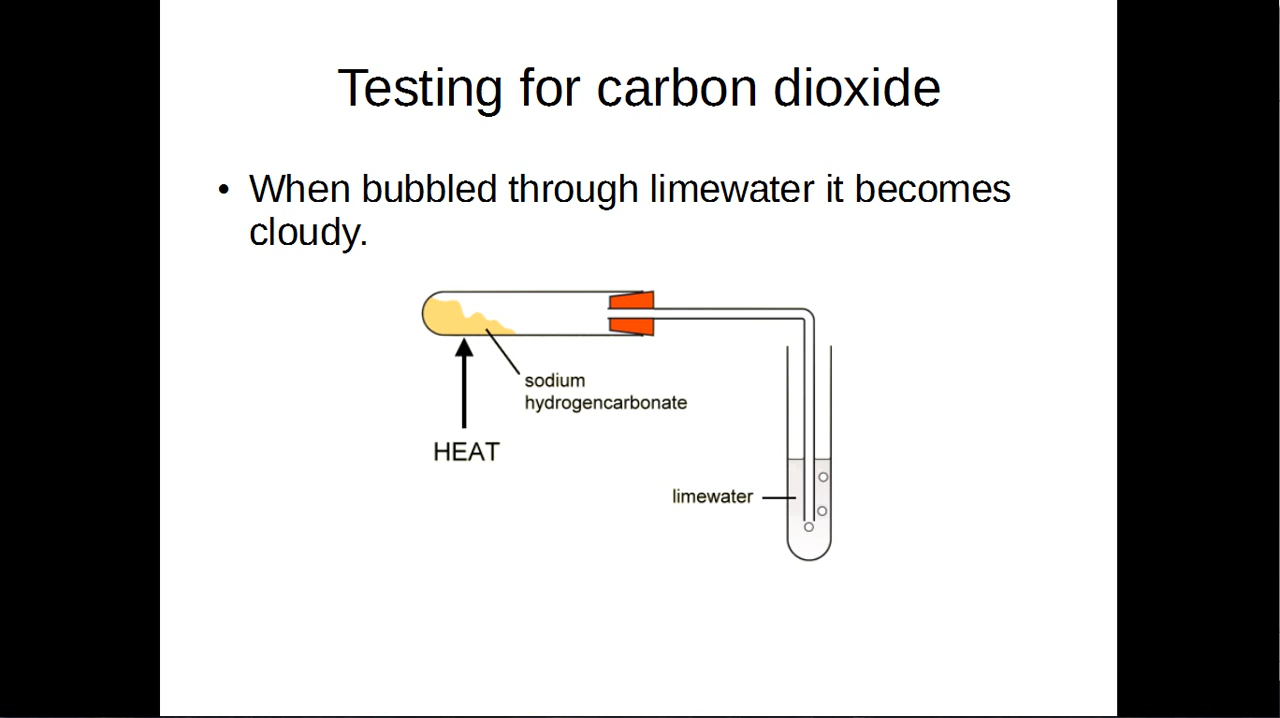 Testing for carbon dioxide
• When bubbled through limewater it becomes
cloudy.
sodium
hydrogencarbonate
HEAT
limewater